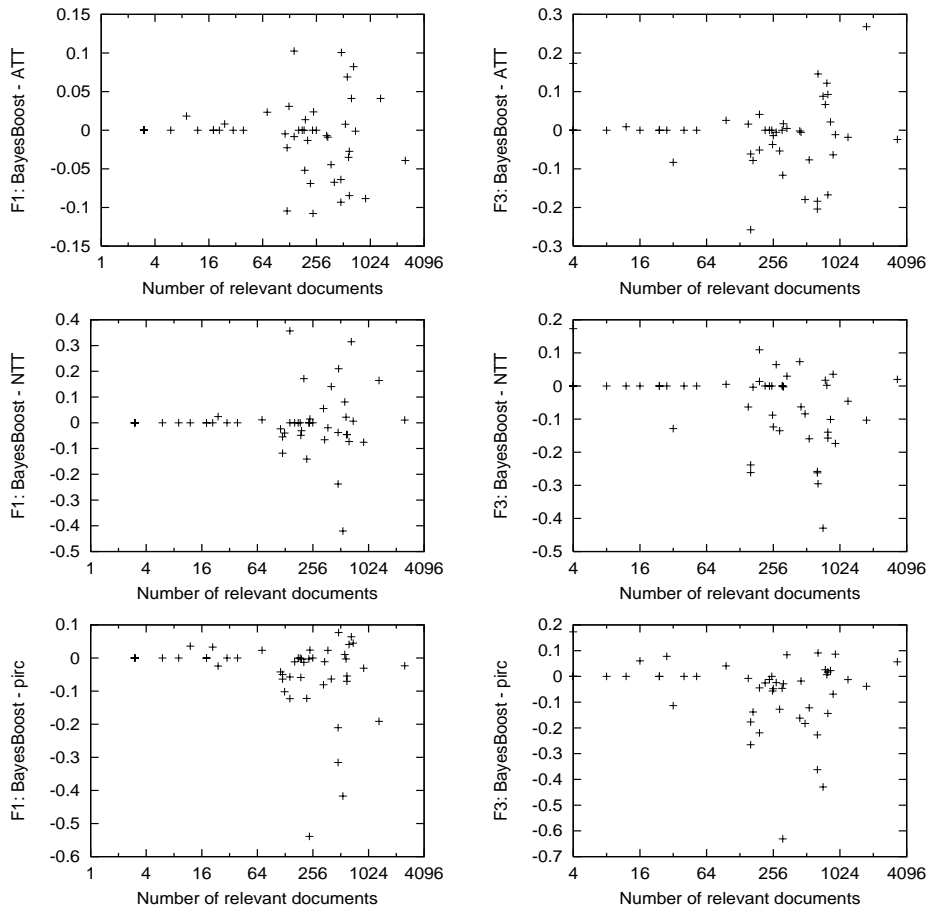 0.15
0.1
0.05
0
-0.05
-0.1
-0.15
F1: BayesBoost - ATT
1 4 16 64 256 1024 4096
Number of relevant documents
0.3
0.2
0.1
0
-0.1
-0.2
-0.3
F3: BayesBoost - ATT
4 16 64 256 1024 4096
Number of relevant documents
0.4
0.3
0.2
0.1
0
-0.1
-0.2
-0.3
-0.4
-0.5
F1: BayesBoost - NTT
1 4 16 64 256 1024 4096
Number of relevant documents
0.2
0.1
0
-0.1
-0.2
-0.3
-0.4
-0.5
F3: BayesBoost - NTT
4 16 64 256 1024 4096
Number of relevant documents
0.1
0
-0.1
-0.2
-0.3
-0.4
-0.5
-0.6
F1: BayesBoost - pirc
1 4 16 64 256 1024 4096
Number of relevant documents
0.2
0.1
0
-0.1
-0.2
-0.3
-0.4
-0.5
-0.6
-0.7
F3: BayesBoost - pirc
4 16 64 256 1024 4096
Number of relevant documents